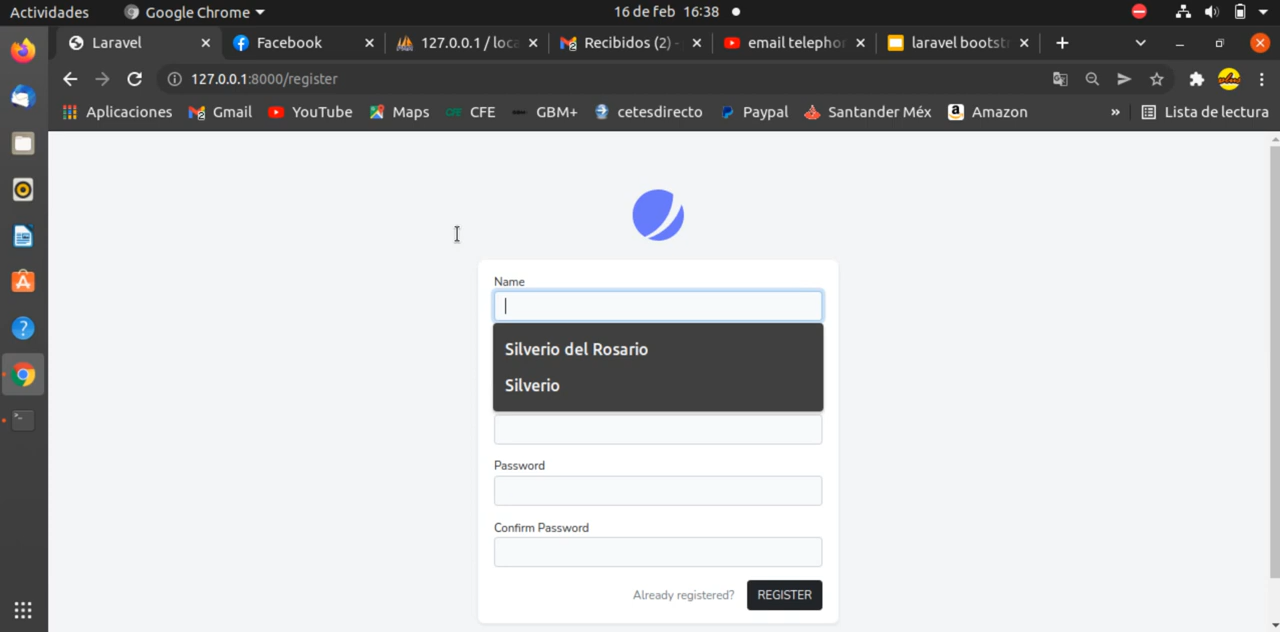 Actividades
Google Chrome
16 de feb 16:38
Laravel
Facebook
127.0.0.1 / loca
Recibidos (2) -
email telephor
laravel bootst
127.0.0.1:8000/register
Aplicaciones
Gmail
YouTube
Maps
CFE
GBM+
cetesdirecto
Paypal
Santander Méx
Amazon
»
Lista de lectura
Name
Silverio del Rosario
Silverio
Password
Confirm Password
Already registered?
REGISTER